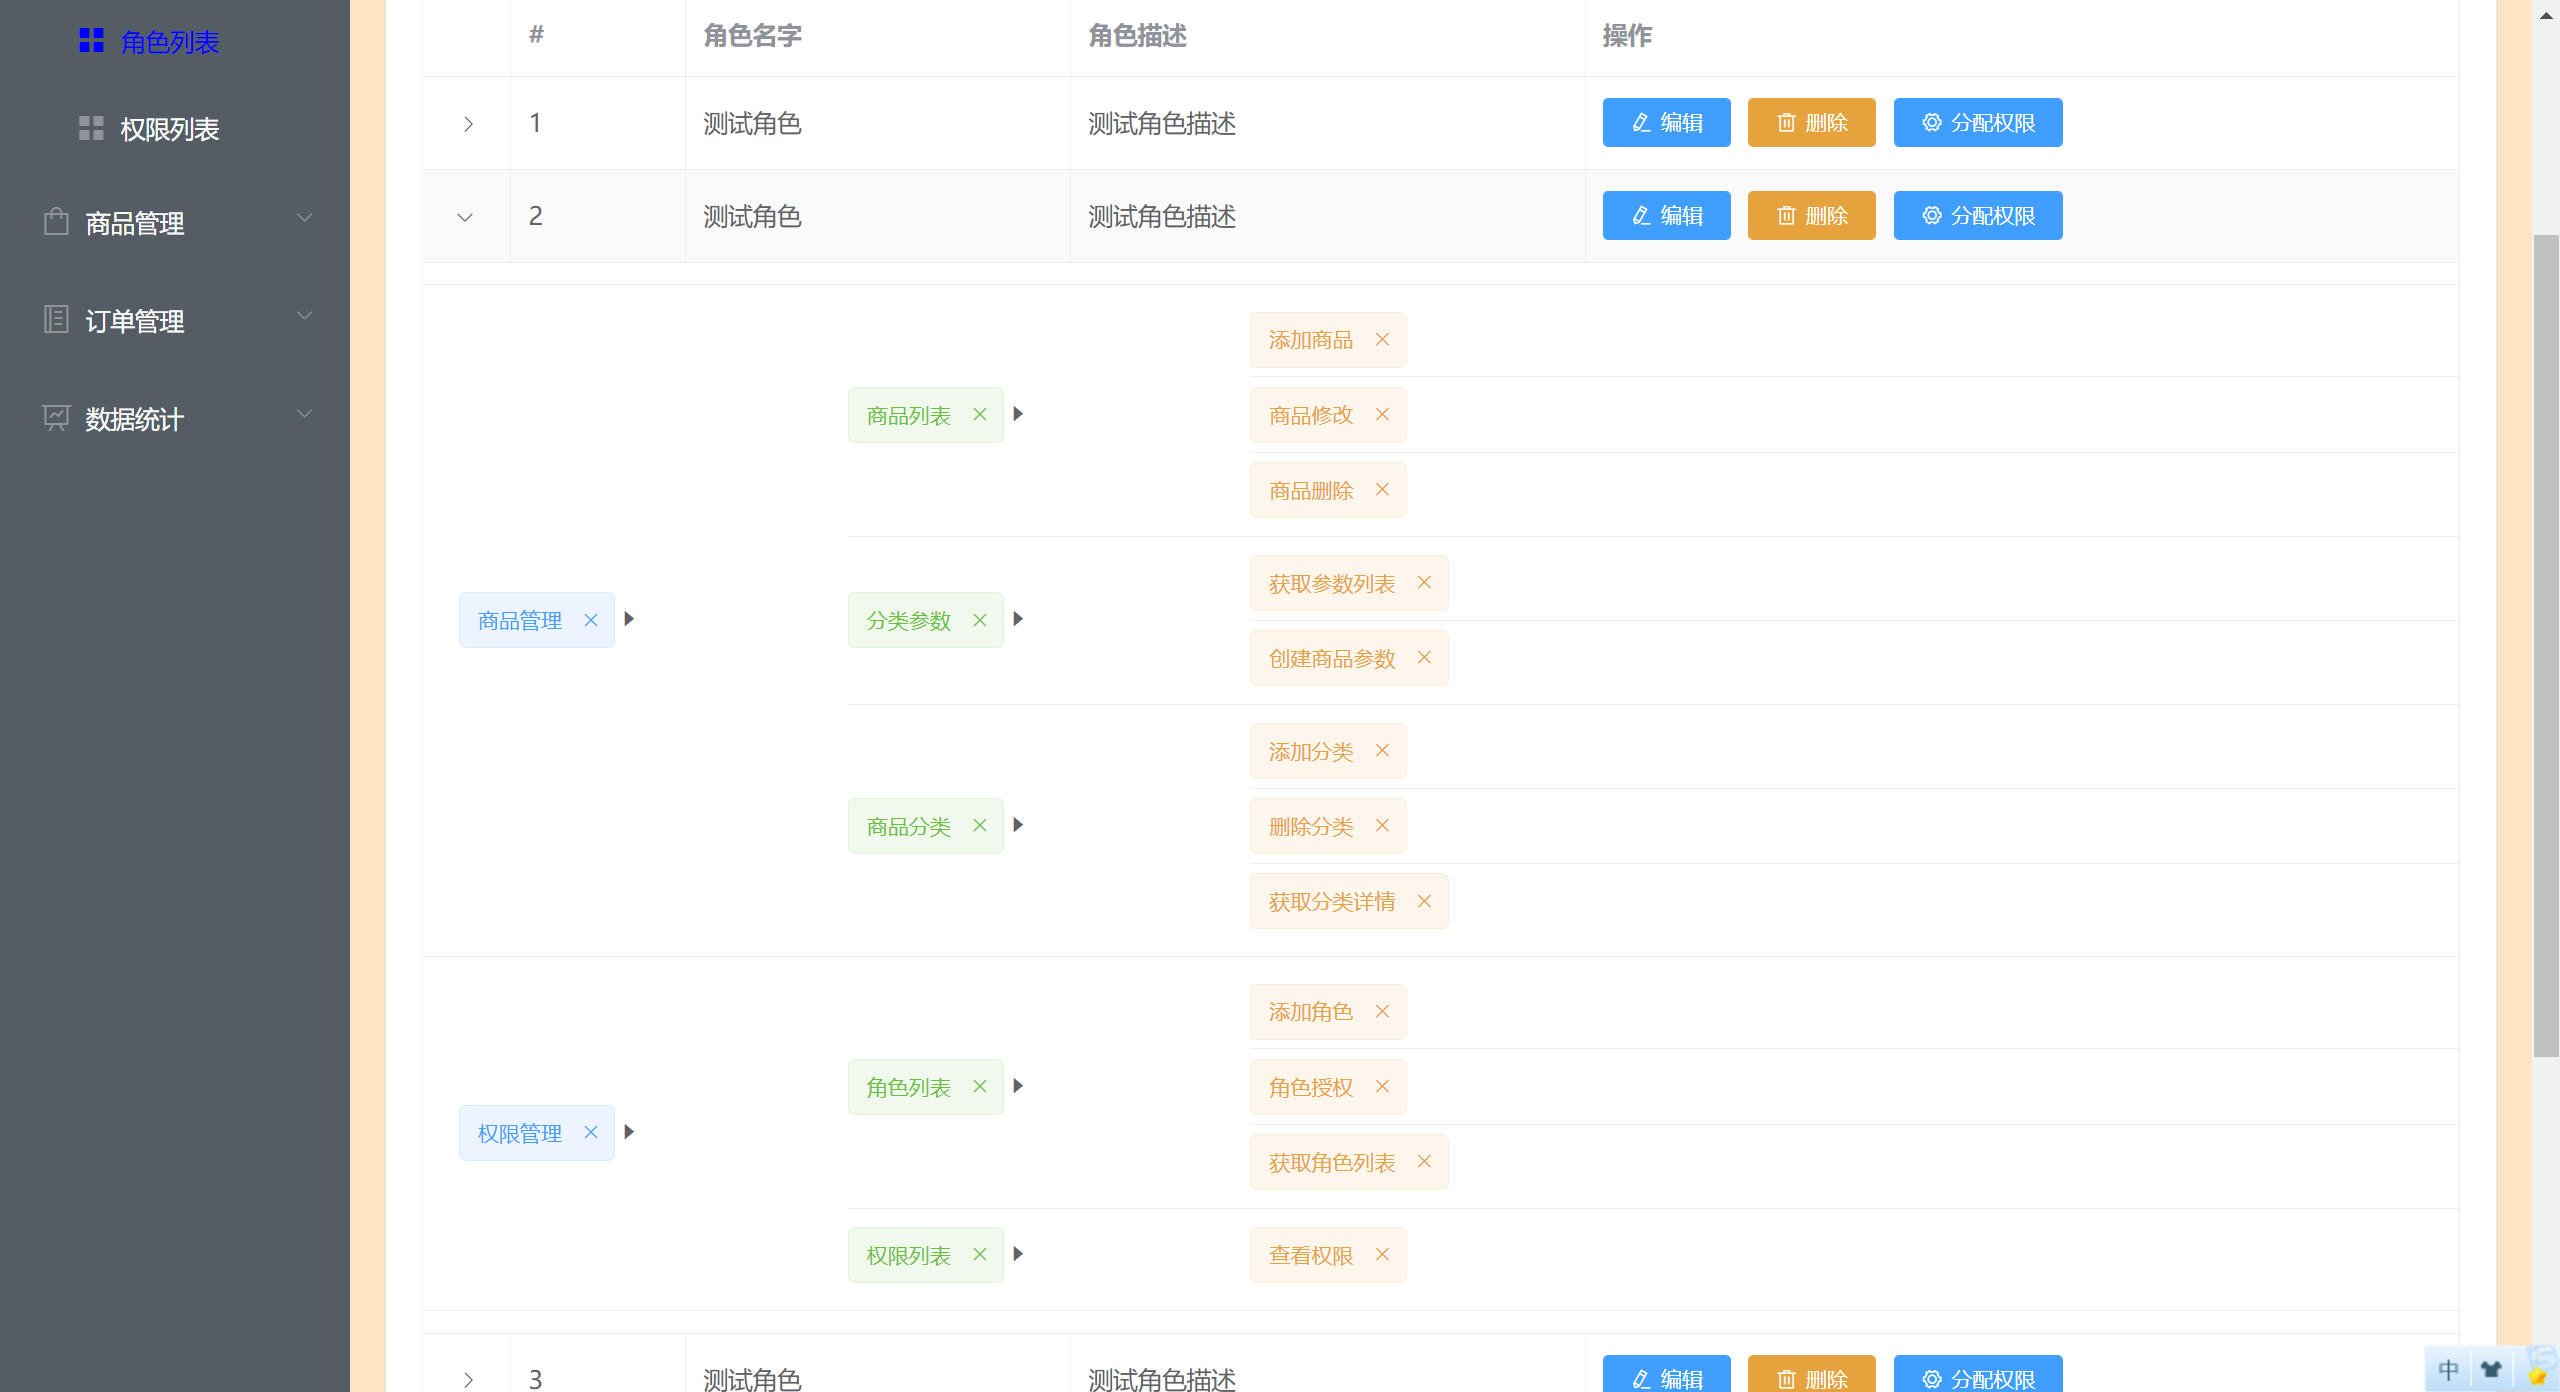 角色列表
权限列表
商品管理
订单管理
数据统计
# 角色名字 角色描述 操作
1 测试角色 测试角色描述 编辑 删除 分配权限
2 测试角色 测试角色描述 编辑 删除 分配权限
添加商品
商品列表 商品修改
商品删除
获取参数列表
商品管理 分类参数
创建商品参数
添加分类
商品分类 删除分类
获取分类详情
添加角色
角色列表 角色授权
权限管理
获取角色列表
权限列表 查看权限
3 测试角色 测试角色描述 编辑 删除 分配权限
中